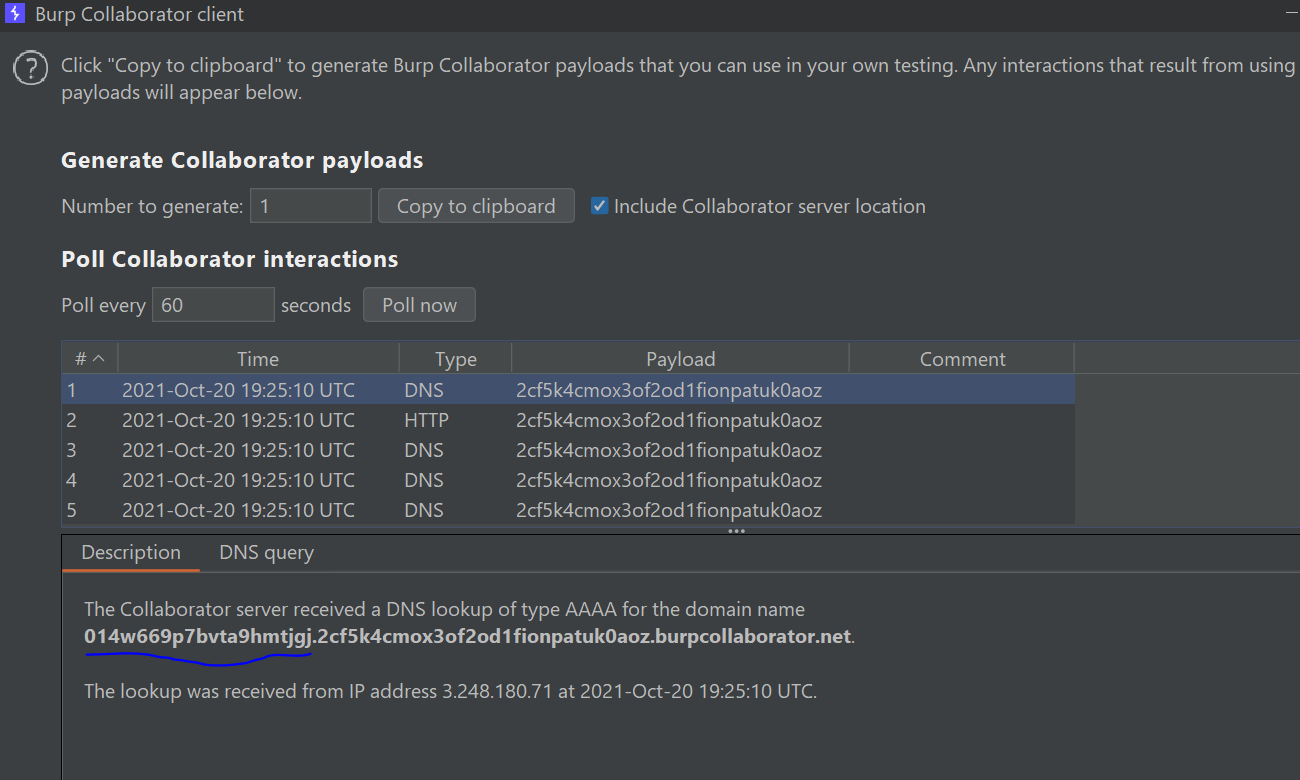 Burp Collaborator client
Click "Copy to clipboard" to generate Burp Collaborator payloads that you can use in your own testing. Any interactions that result from using
payloads will appear below.
Generate Collaborator payloads
Number to generate: 1 Copy to clipboard Include Collaborator server location
Poll Collaborator interactions
Poll every 60 seconds Poll now
# Time Type Payload Comment
1 2021-Oct-20 19:25:10 UTC DNS 2cf5k4cmox3of2od1fionpatuk0aoz
2 2021-Oct-20 19:25:10 UTC HTTP 2cf5k4cmox3of2od1fionpatuk0aoz
3 2021-Oct-20 19:25:10 UTC DNS 2cf5k4cmox3of2od1fionpatuk0aoz
4 2021-Oct-20 19:25:10 UTC DNS 2cf5k4cmox3of2od1fionpatuk0aoz
5 2021-Oct-20 19:25:10 UTC DNS 2cf5k4cmox3of2od1fionpatuk0aoz
Description DNS query
The Collaborator server received a DNS lookup of type AAAA for the domain name
014w669p7bvta9hmtjgj.2cf5k4cmox3of2od1fionpatuk0aoz.burpcollaborator.net.
The lookup was received from IP address 3.248.180.71 at 2021-Oct-20 19:25:10 UTC.